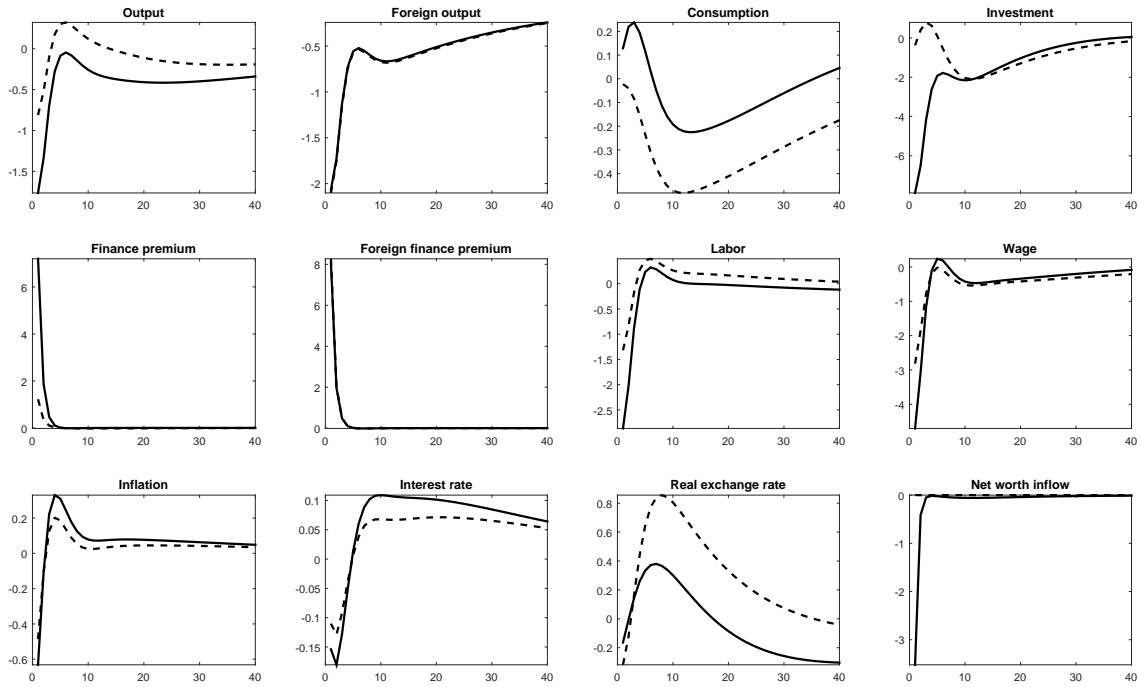 Output
Foreign output
Consumption
Investment
0
-0.5
-1
-1.5
0 10 20 30 40
-0.5
-1
-1.5
-2
0 10 20 30 40
0.2
0.1
0
-0.1
-0.2
-0.3
-0.4
0 10 20 30 40
0
-2
-4
-6
0 10 20 30 40
Finance premium
Foreign finance premium
Labor
Wage
6
4
2
0
0 10 20 30 40
8
6
4
2
0
0 10 20 30 40
0
-0.5
-1
-1.5
-2
-2.5
0 10 20 30 40
0
-1
-2
-3
-4
0 10 20 30 40
Inflation
Interest rate
Real exchange rate
Net worth inflow
0.2
0
-0.2
-0.4
-0.6
0 10 20 30 40
0.1
0.05
0
-0.05
-0.1
-0.15
0 10 20 30 40
0.8
0.6
0.4
0.2
0
-0.2
0 10 20 30 40
0
-1
-2
-3
0 10 20 30 40